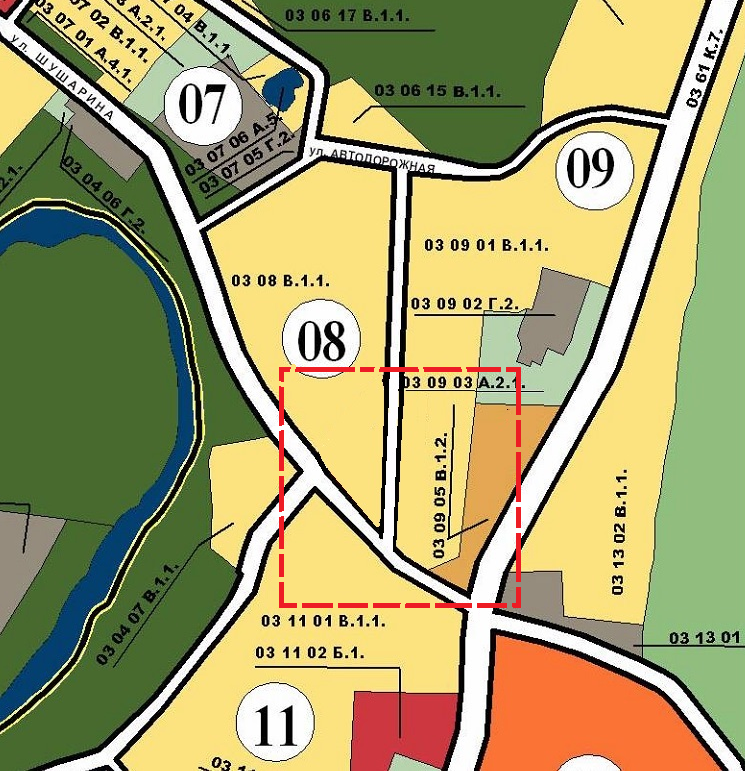 03 06 17 В.1.1.
А.2.1.
04 В.1.1.
07 02 В.1.1.
03 07 01 А.4.1.
ул. ШУШАРИНА
03 61 К.7.
07
03 06 15 В.1.1.
03 07 06 А.5.
03 07 05 Г.2.
ул. АВТОДОРОЖНАЯ
09
2.1.
03 04 06 Г.2.
03 09 01 В.1.1.
03 08 В.1.1.
03 09 02 Г.2.
08
03 09 03 А.2.1.
03 09 05 В.1.2.
03 13 02 В.1.1.
03 04 07 В.1.1.
03 11 01 В.1.1.
03 13 01
03 11 02 Б.1.
11